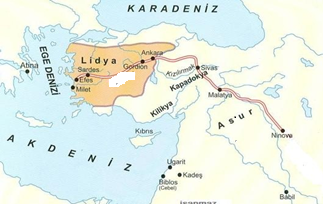 KARADENİZ
EGE DENİZİ
Lidya
Ankara
Gordion
Sardes
Efes
Milet
Atina
Kızılırmak
Sivas
Kapadokya
Malatya
Kilikya
Asur
Ninova
AKDENİZ
Kıbrıs
Ugarit
Kadeş
Biblos
(Cebel)
Babil